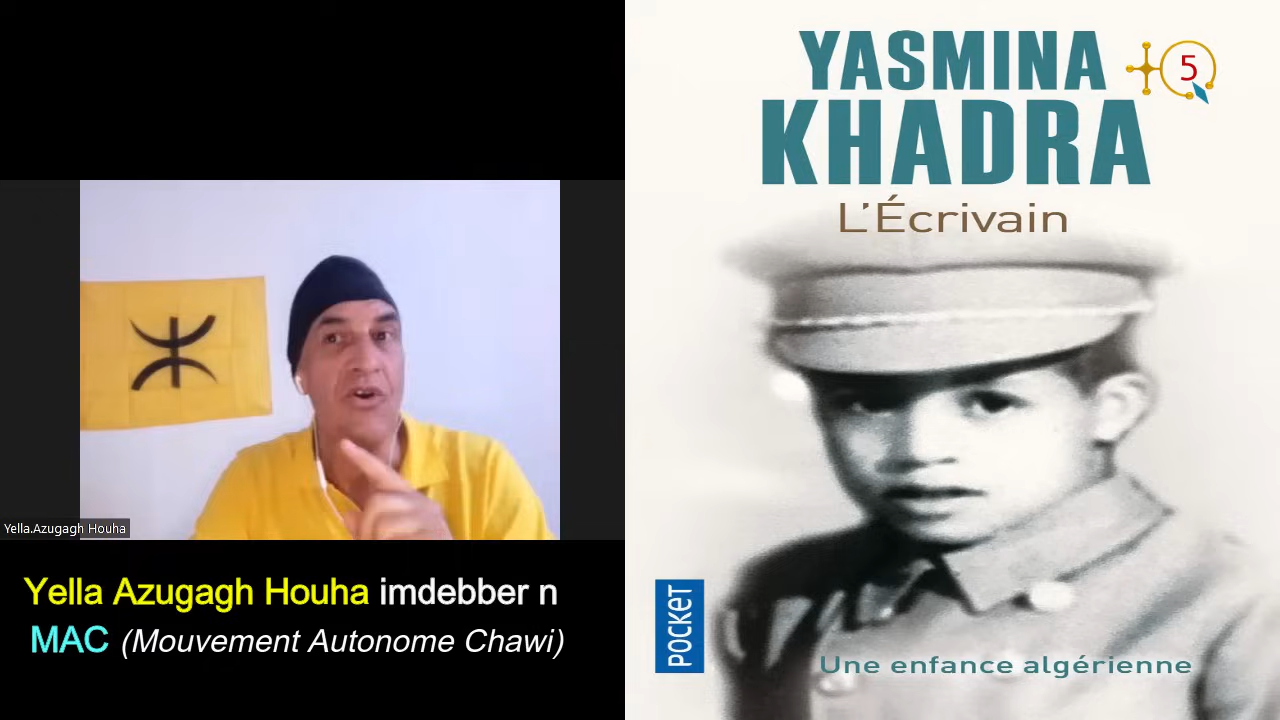 Yella.Azugagh Houha
Yella Azugagh Houha imdebber n
MAC (Mouvement Autonome Chawi)
YASMINA
KHADRA
5
L'Écrivain
POCKET
Une enfance algérienne